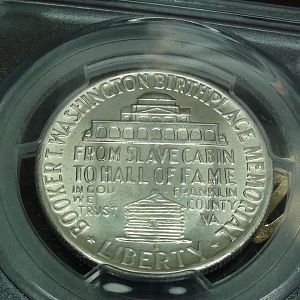 BOOKER T. WASHINGTON BIRTHPLACE MEMORIAL
FROM SLAVE CABIN
TO HALL OF FAME
IN GOD
WE
TRUST
FRANKLIN
COUNTY
VA.
· LIBERTY ·